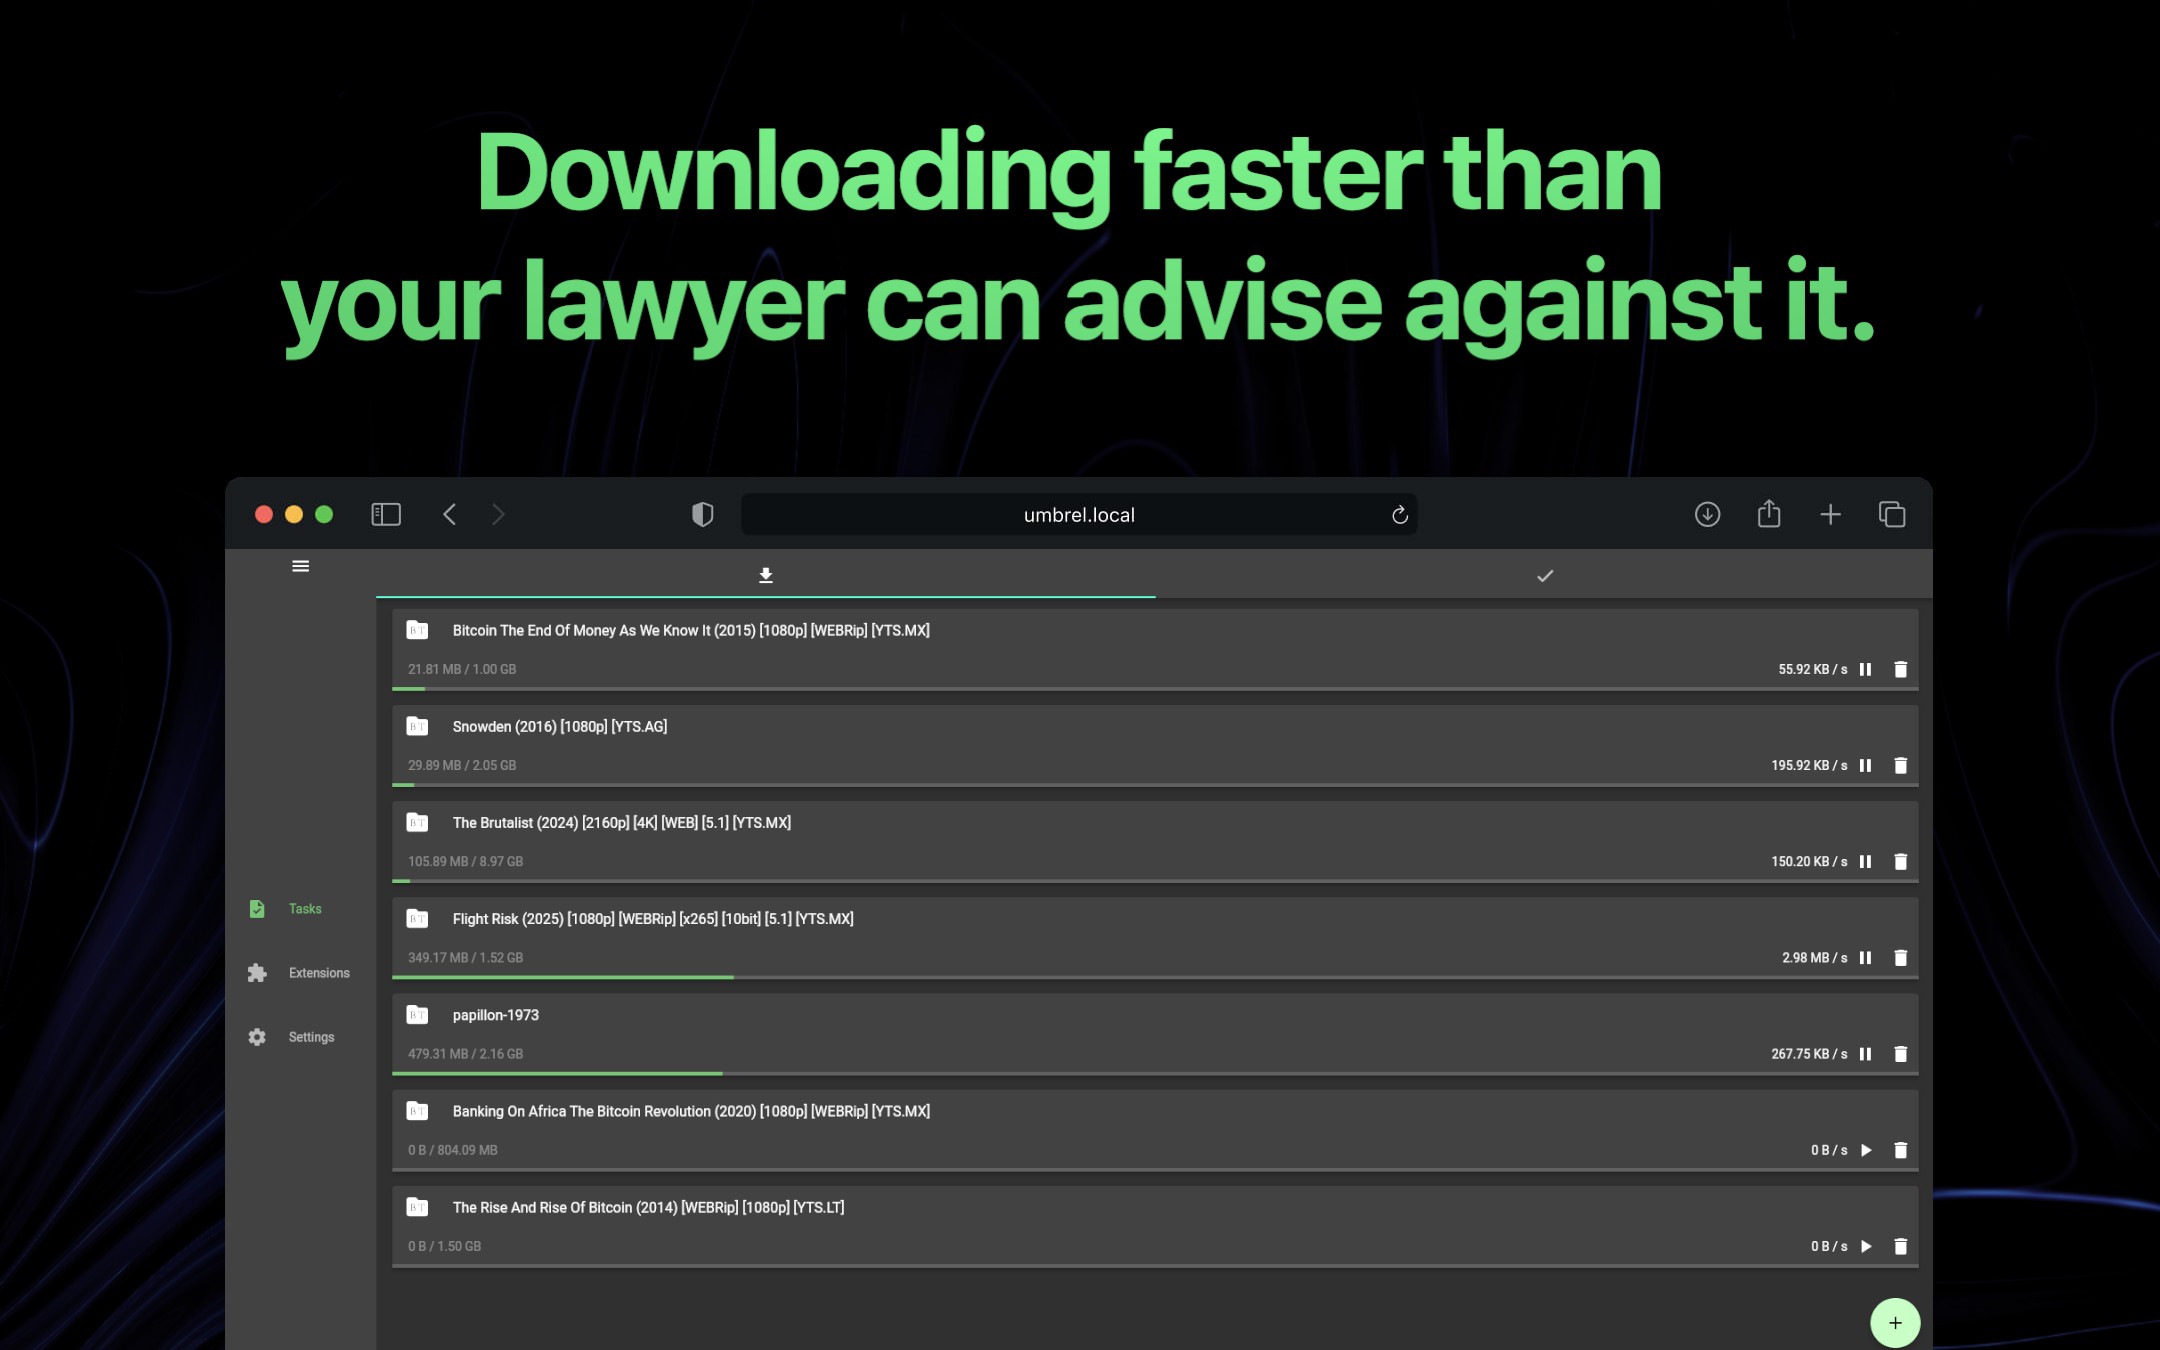 Downloading faster than
your lawyer can advise against it.
umbrel.local
BT Bitcoin The End Of Money As We Know It (2015) [1080p] [WEBRip] [YTS.MX]
21.81 MB / 1.00 GB 55.92 KB / s
BT Snowden (2016) [1080p] [YTS.AG]
29.89 MB / 2.05 GB 195.92 KB / s
BT The Brutalist (2024) [2160p] [4K] [WEB] [5.1] [YTS.MX]
105.89 MB / 8.97 GB 150.20 KB / s
Tasks
BT Flight Risk (2025) [1080p] [WEBRip] [x265] [10bit] [5.1] [YTS.MX]
349.17 MB / 1.52 GB 2.98 MB / s
Extensions
BT papillon-1973
Settings
479.31 MB / 2.16 GB 267.75 KB / s
BT Banking On Africa The Bitcoin Revolution (2020) [1080p] [WEBRip] [YTS.MX]
0 B / 804.09 MB 0 B / s
BT The Rise And Rise Of Bitcoin (2014) [WEBRip] [1080p] [YTS.LT]
0 B / 1.50 GB 0 B / s